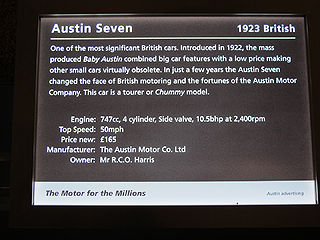 Austin Seven 1923 British
One of the most significant British cars. Introduced in 1922, the mass
produced Baby Austin combined big car features with a low price making
other small cars virtually obsolete. In just a few years the Austin Seven
changed the face of British motoring and the fortunes of the Austin Motor
Company. This car is a tourer or Chummy model.
Engine: 747cc, 4 cylinder, Side valve, 10.5bhp at 2,400rpm
Top Speed: 50mph
Price new: £165
Manufacturer: The Austin Motor Co. Ltd
Owner: Mr R.C.O. Harris
The Motor for the Millions Austin advertising